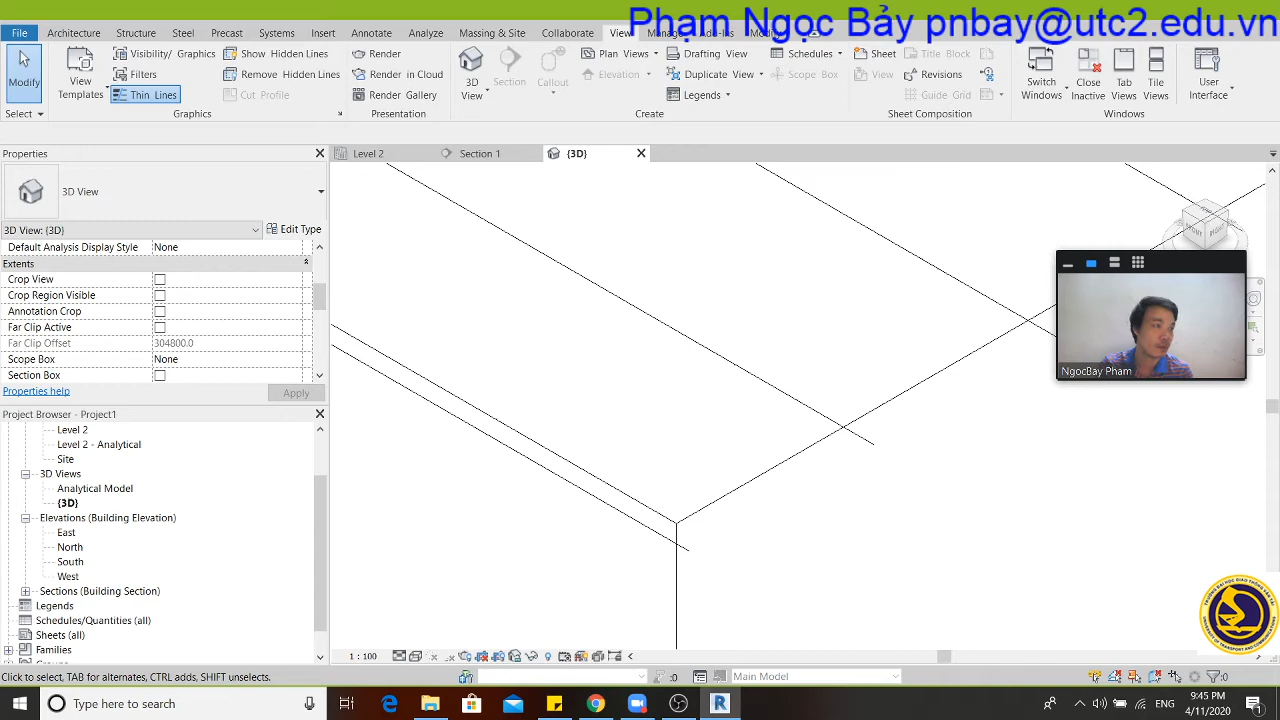 Phạm Ngọc Bảy pnbay@utc2.edu.vn
File Architecture Structure Steel Precast Systems Insert Annotate Analyze Massing & Site Collaborate View
Modify
Select
View Templates
Visibility/ Graphics
Filters
Thin Lines
Show Hidden Lines
Remove Hidden Lines
Cut Profile
Graphics
Render
Render in Cloud
Render Gallery
Presentation
3D View
Section
Callout
Plan Views
Elevation
Drafting View
Duplicate View
Legends
Schedules
Scope Box
Create
Sheet
View
Title Block
Revisions
Guide Grid
Sheet Composition
Switch Windows
Close Inactive
Tab Views
Tile Views
Windows
User Interface
Properties
Level 2
Section 1
{3D}
3D View
3D View: {3D}
Edit Type
Default Analysis Display Style None
Extents
Crop View
Crop Region Visible
Annotation Crop
Far Clip Active
Far Clip Offset 304800.0
Scope Box None
Section Box
Properties help
Apply
Project Browser - Project1
Level 2
Level 2 - Analytical
Site
3D Views
Analytical Model
{3D}
Elevations (Building Elevation)
East
North
South
West
Sections (Building Section)
Legends
Schedules/Quantities (all)
Sheets (all)
Families
RIGHT
NgocBay Pham
1 : 100
Click to select, TAB for alternates, CTRL adds, SHIFT unselects.
:0
Main Model
:0
Type here to search
ENG
9:45 PM
4/11/2020